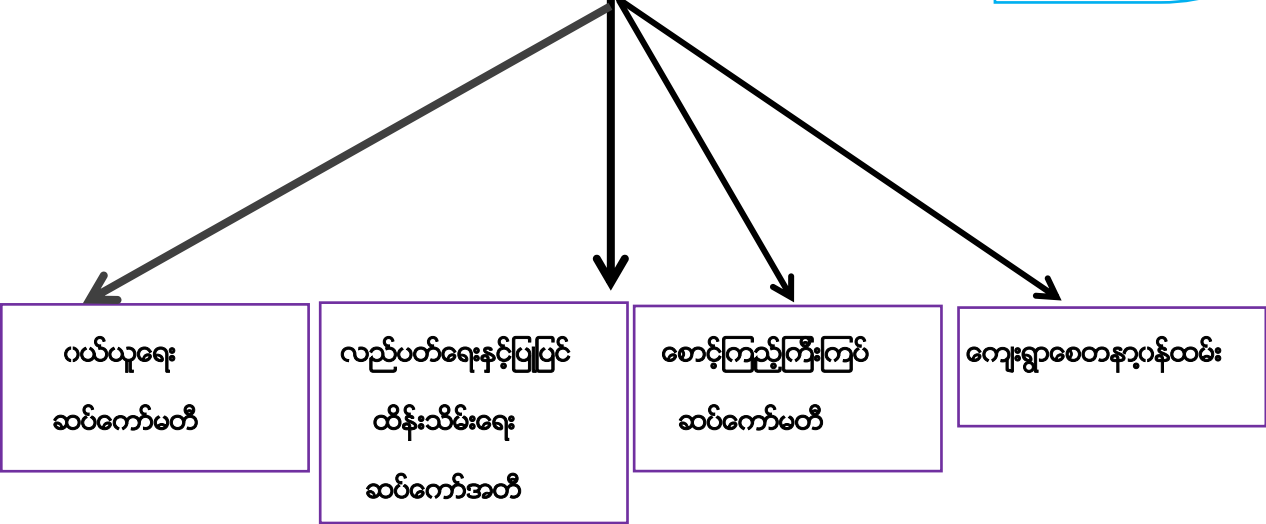 ဝယ်ယူရေး
ဆပ်ကော်မတီ
လည်ပတ်ရေးနှင့်ပြုပြင်
ထိန်းသိမ်းရေး
ဆပ်ကော်အတီ
စောင့်ကြည့်ကြီးကြပ်
ဆပ်ကော်မတီ
ကျေးရွာစေတနာ့ဝန်ထမ်း